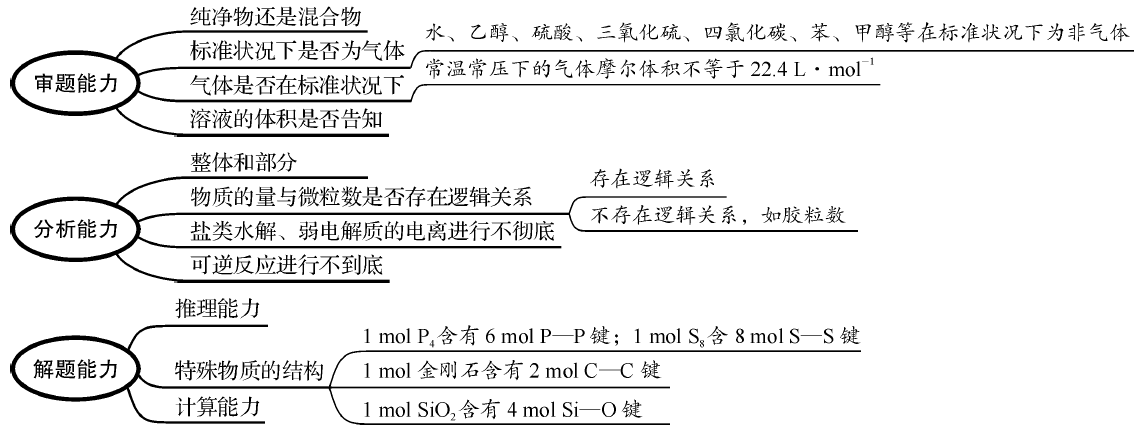 审题能力
纯净物还是混合物
标准状况下是否为气体
水、乙醇、硫酸、三氧化硫、四氯化碳、苯、甲醇等在标准状况下为非气体
气体是否在标准状况下
常温常压下的气体摩尔体积不等于22.4 L·mol⁻¹
溶液的体积是否告知
分析能力
整体和部分
物质的量与微粒数是否存在逻辑关系
存在逻辑关系
不存在逻辑关系，如胶粒数
盐类水解、弱电解质的电离进行不彻底
可逆反应进行不到底
解题能力
推理能力
特殊物质的结构
1 mol P₄含有6 mol P—P键；1 mol S₈含8 mol S—S键
1 mol 金刚石含有2 mol C—C 键
1 mol SiO₂含有4 mol Si—O键
计算能力